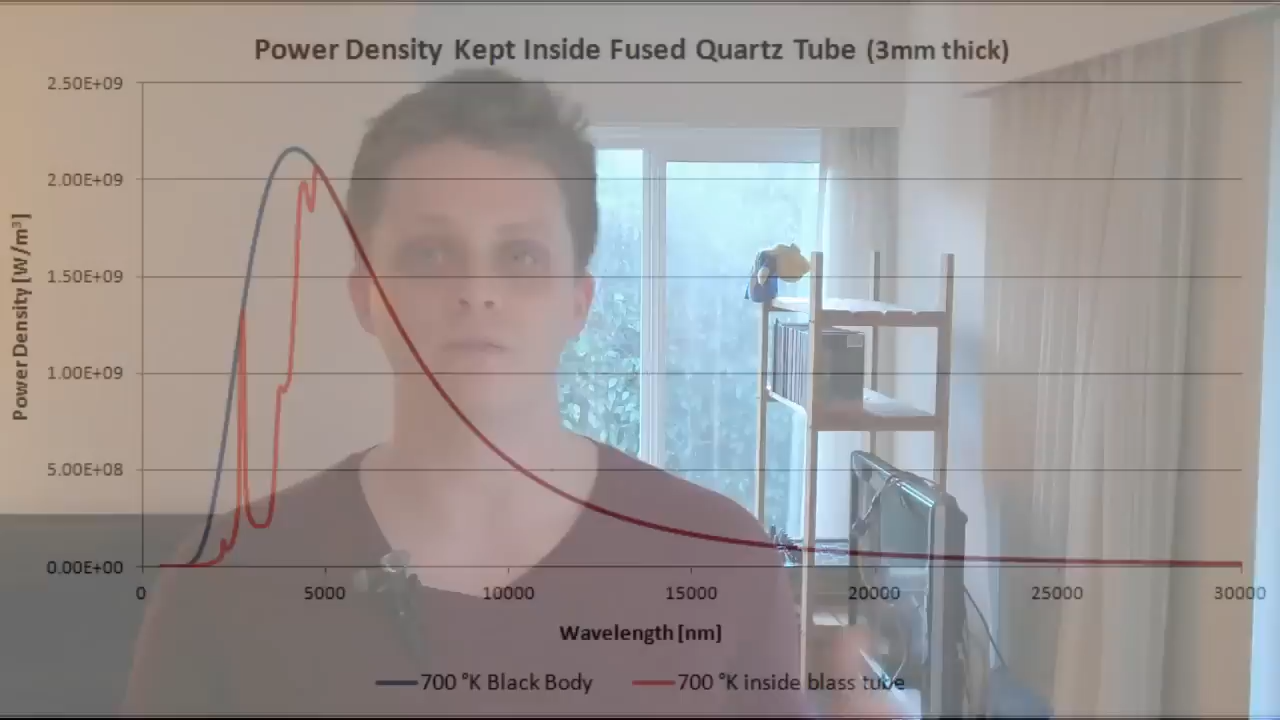 Power Density Kept Inside Fused Quartz Tube (3mm thick)
2.50E+09
2.00E+09
1.50E+09
1.00E+09
5.00E+08
0.00E+00
Power Density [W/m³]
0 5000 10000 15000 20000 25000 30000
Wavelength [nm]
700 °K Black Body 700 °K inside blass tube